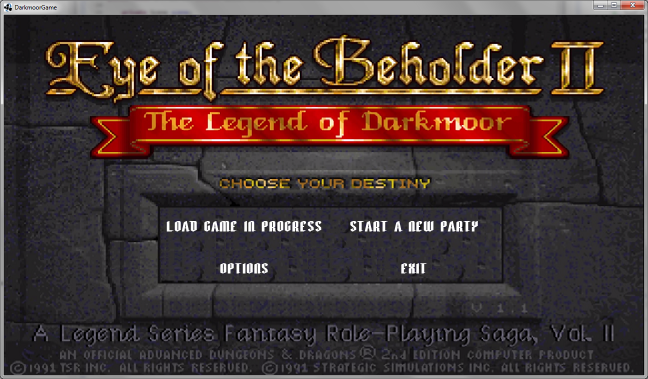 DarkmoorGame
Eye of the Beholder II
The Legend of Darkmoor
CHOOSE YOUR DESTINY
LOAD GAME IN PROGRESS START A NEW PARTY
OPTIONS EXIT
V 1.1
A Legend Series Fantasy Role-Playing Saga, Vol. II
AN OFFICIAL ADVANCED DUNGEONS & DRAGONS® 2nd EDITION COMPUTER PRODUCT
©1991 TSR INC. ALL RIGHTS RESERVED. ©1991 STRATEGIC SIMULATIONS INC. ALL RIGHTS RESERVED.